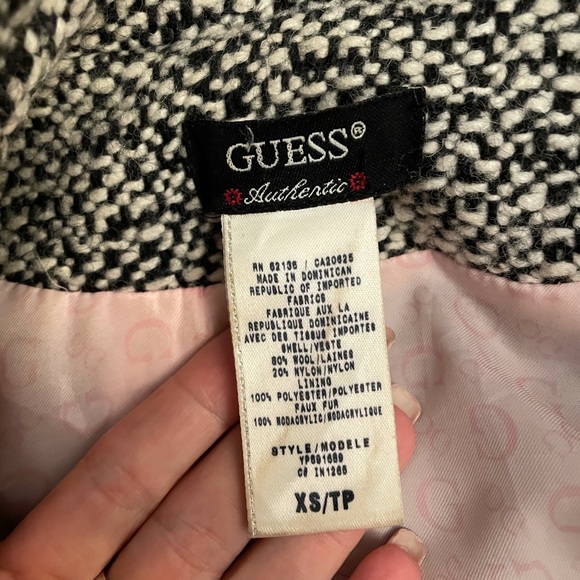 GUESS®
Authentic
RN 62136 / CA20625
MADE IN DOMINICAN
REPUBLIC OF IMPORTED
FABRICS
FABRIQUE AUX LA
REPUBLIQUE DOMINICAINE
AVEC DES TISSUS IMPORTES
SHELL/VESTE
80% WOOL/LAINES
20% NYLON/NYLON
LINING
100% POLYESTER/POLYESTER
FAUX FUR
100% MODACRYLIC/MODACRYLIQUE
STYLE/MODELE
YP891689
C# IN1265
XS/TP